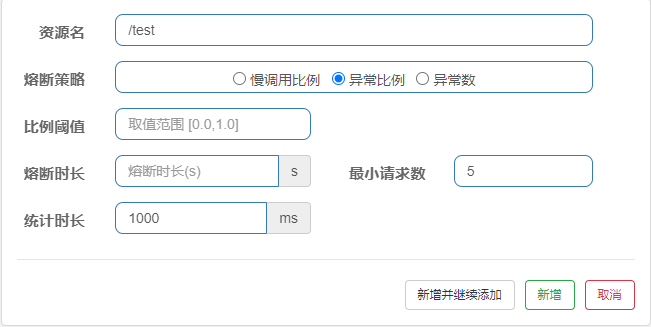 资源名 /test
熔断策略 慢调用比例 异常比例 异常数
比例阈值 取值范围 [0.0,1.0]
熔断时长 熔断时长(s) s 最小请求数 5
统计时长 1000 ms
新增并继续添加 新增 取消